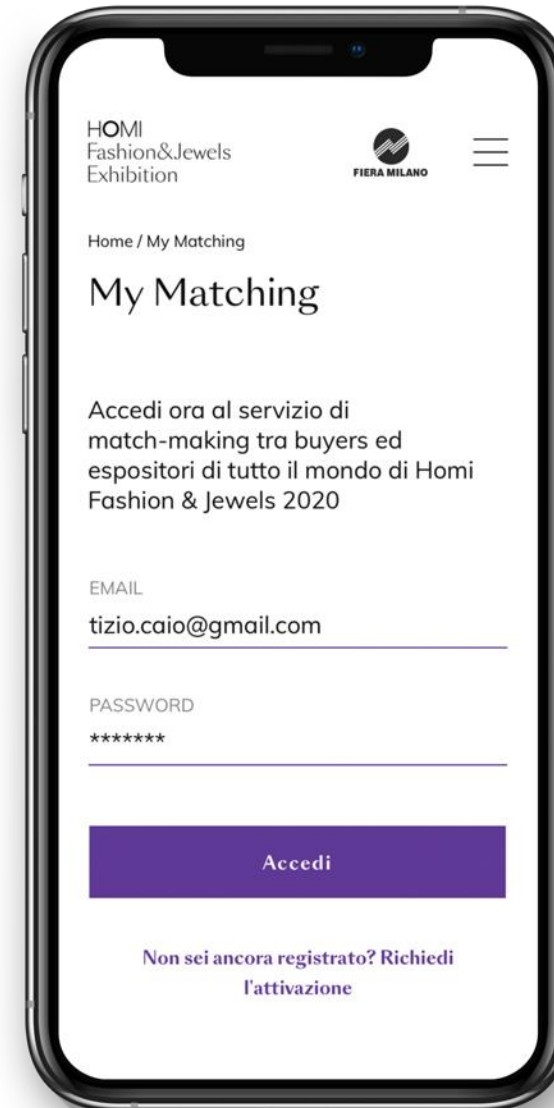 HOMI
Fashion&Jewels
Exhibition
FIERA MILANO
Home / My Matching
My Matching
Accedi ora al servizio di
match-making tra buyers ed
espositori di tutto il mondo di Homi
Fashion & Jewels 2020
EMAIL
tizio.caio@gmail.com
PASSWORD
*******
Accedi
Non sei ancora registrato? Richiedi
l'attivazione